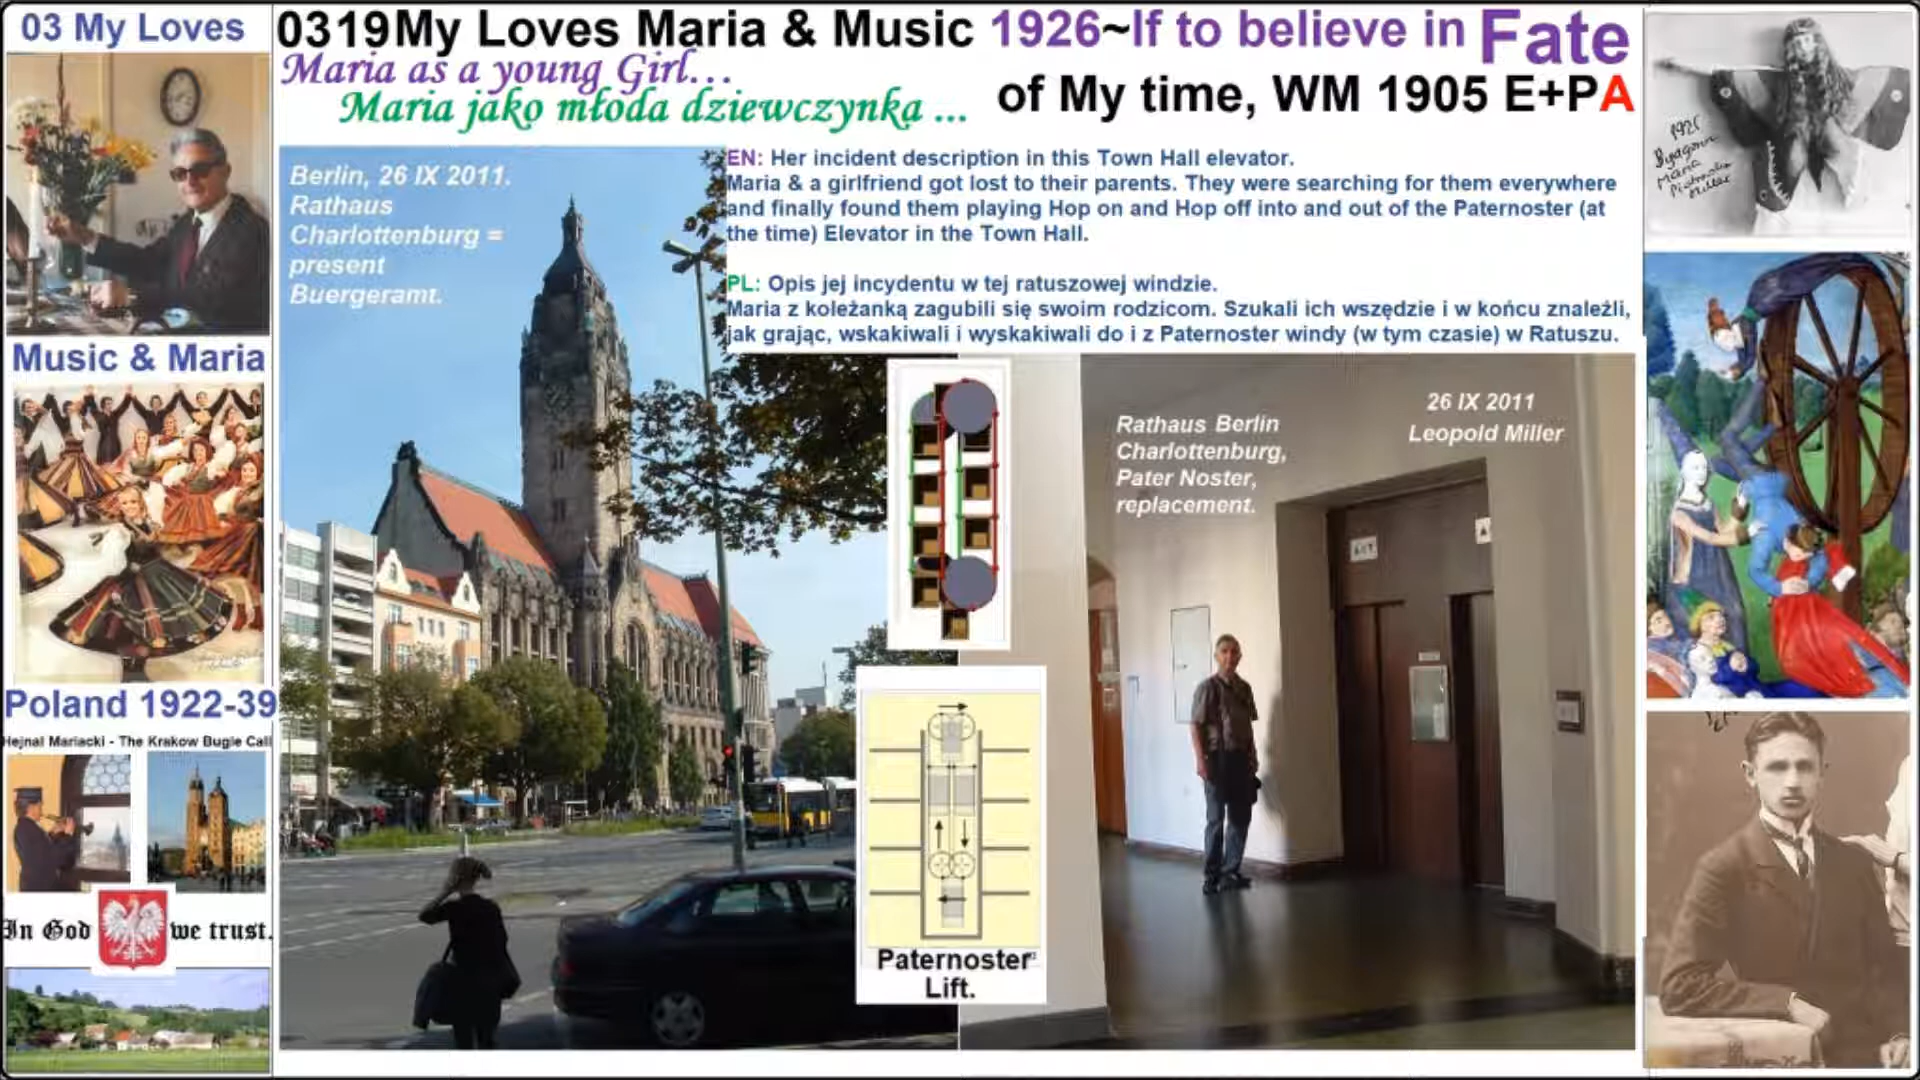 03 My Loves
0319My Loves Maria & Music 1926~If to believe in Fate
Maria as a young Girl...
Maria jako młoda dziewczynka ...
of My time, WM 1905 E+PA
Berlin, 26 IX 2011.
Rathaus
Charlottenburg =
present
Buergeramt.
EN: Her incident description in this Town Hall elevator.
Maria & a girlfriend got lost to their parents. They were searching for them everywhere
and finally found them playing Hop on and Hop off into and out of the Paternoster (at
the time) Elevator in the Town Hall.
PL: Opis jej incydentu w tej ratuszowej windzie.
Maria z koleżanką zagubili się swoim rodzicom. Szukali ich wszędzie i w końcu znaleźli,
jak grając, wskakiwali i wyskakiwali do i z Paternoster windy (w tym czasie) w Ratuszu.
Music & Maria
Poland 1922-39
Hejnal Mariacki - The Krakow Bugle Call
In God we trust.
Rathaus Berlin
Charlottenburg,
Pater Noster,
replacement.
26 IX 2011
Leopold Miller
Paternoster
Lift.
1925
Maria